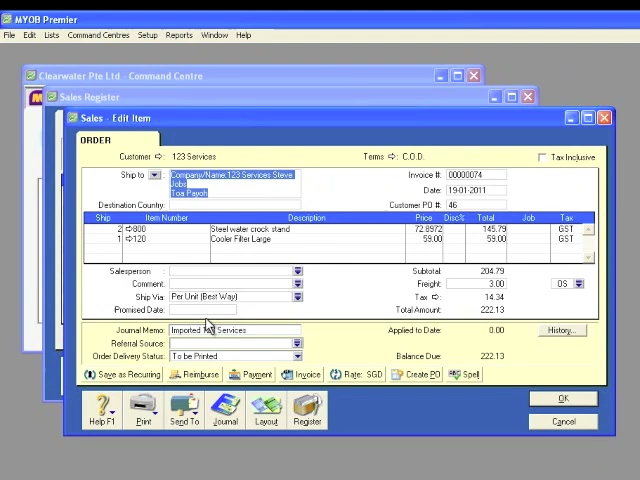 MYOB Premier
File Edit Lists Command Centres Setup Reports Window Help
Clearwater Pte Ltd - Command Centre
Sales Register
Sales - Edit Item
ORDER
Customer 123 Services Terms C.O.D. Tax Inclusive
Ship to Company/Name:123 Services Steve Jobs Toa Payoh Invoice #: 00000074
Date: 19-01-2011
Destination Country: Customer PO #: 46
Ship Item Number Description Price Disc% Total Job Tax
2 800 Steel water crock stand 72.8972 145.79 GST
1 120 Cooler Filter Large 59.00 59.00 GST
Salesperson : Subtotal: 204.79
Comment: Freight: 3.00 OS
Ship Via: Per Unit (Best Way) Tax 14.34
Promised Date: Total Amount: 222.13
Journal Memo: Imported Services Applied to Date: 0.00 History...
Referral Source:
Order Delivery Status: To be Printed Balance Due: 222.13
Save as Recurring Reimburse Payment Invoice Rate: SGD Create PO Spell
Help F1 Print Send To Journal Layout Register
OK
Cancel